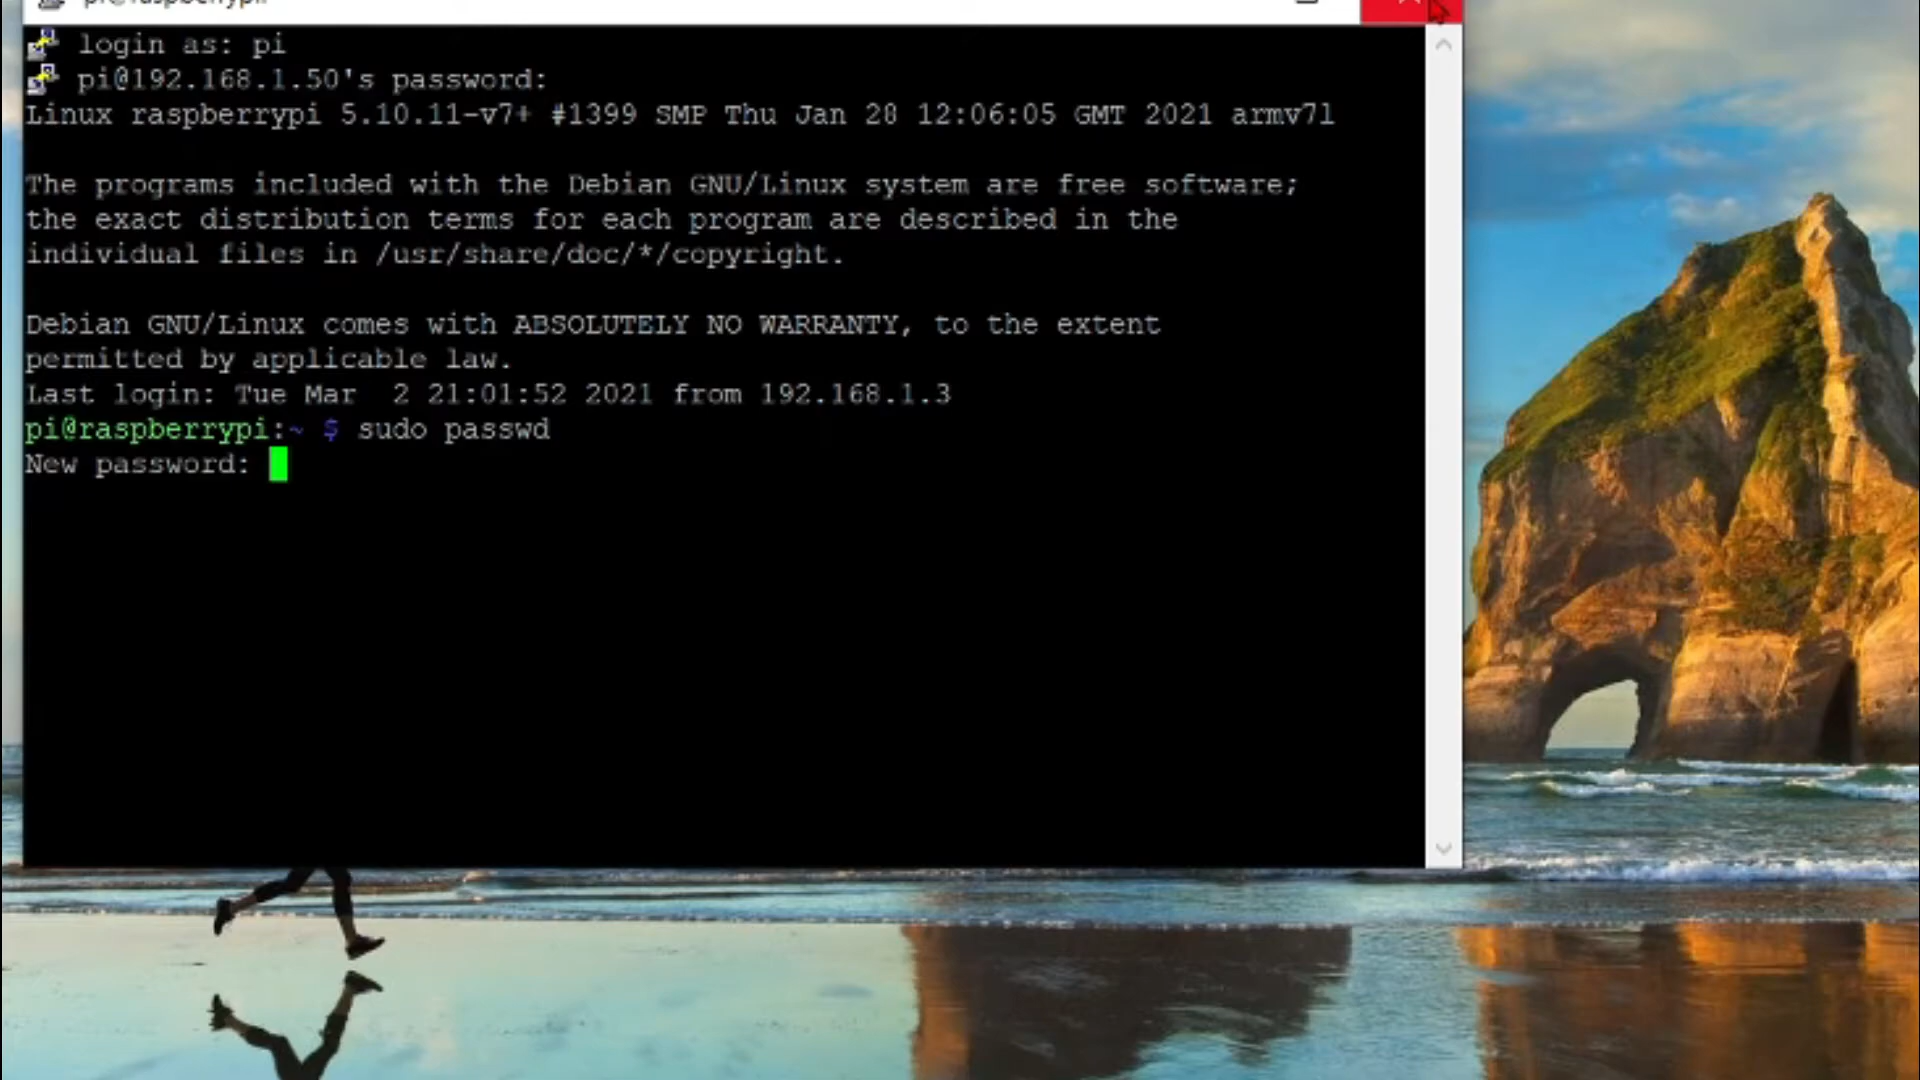 pi@raspberrypi
login as: pi
pi@192.168.1.50's password:
Linux raspberrypi 5.10.11-v7+ #1399 SMP Thu Jan 28 12:06:05 GMT 2021 armv7l
The programs included with the Debian GNU/Linux system are free software;
the exact distribution terms for each program are described in the
individual files in /usr/share/doc/*/copyright.
Debian GNU/Linux comes with ABSOLUTELY NO WARRANTY, to the extent
permitted by applicable law.
Last login: Tue Mar  2 21:01:52 2021 from 192.168.1.3
pi@raspberrypi:~ $ sudo passwd
New password: